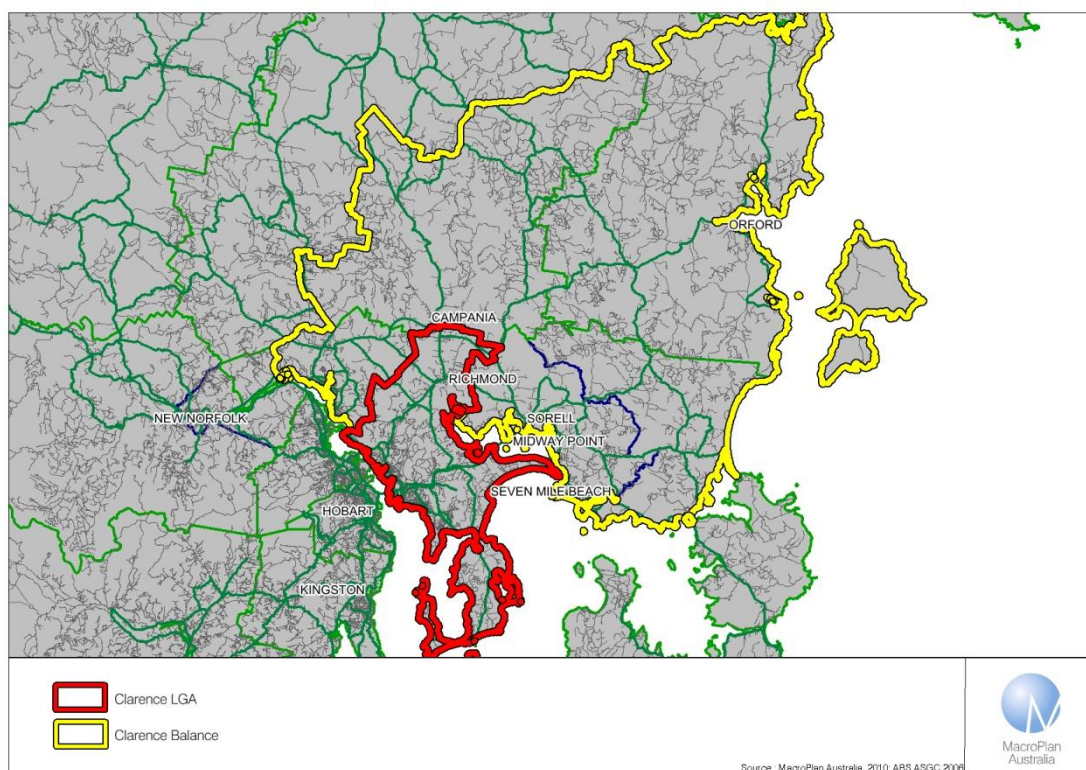 ORFORD
CAMPANIA
RICHMOND
NEW NORFOLK
SORELL
MIDWAY POINT
SEVEN MILE BEACH
HOBART
KINGSTON
Clarence LGA
Clarence Balance
MacroPlan
Australia
Source : MacroPlan Australia, 2010; ABS ASGC 2006